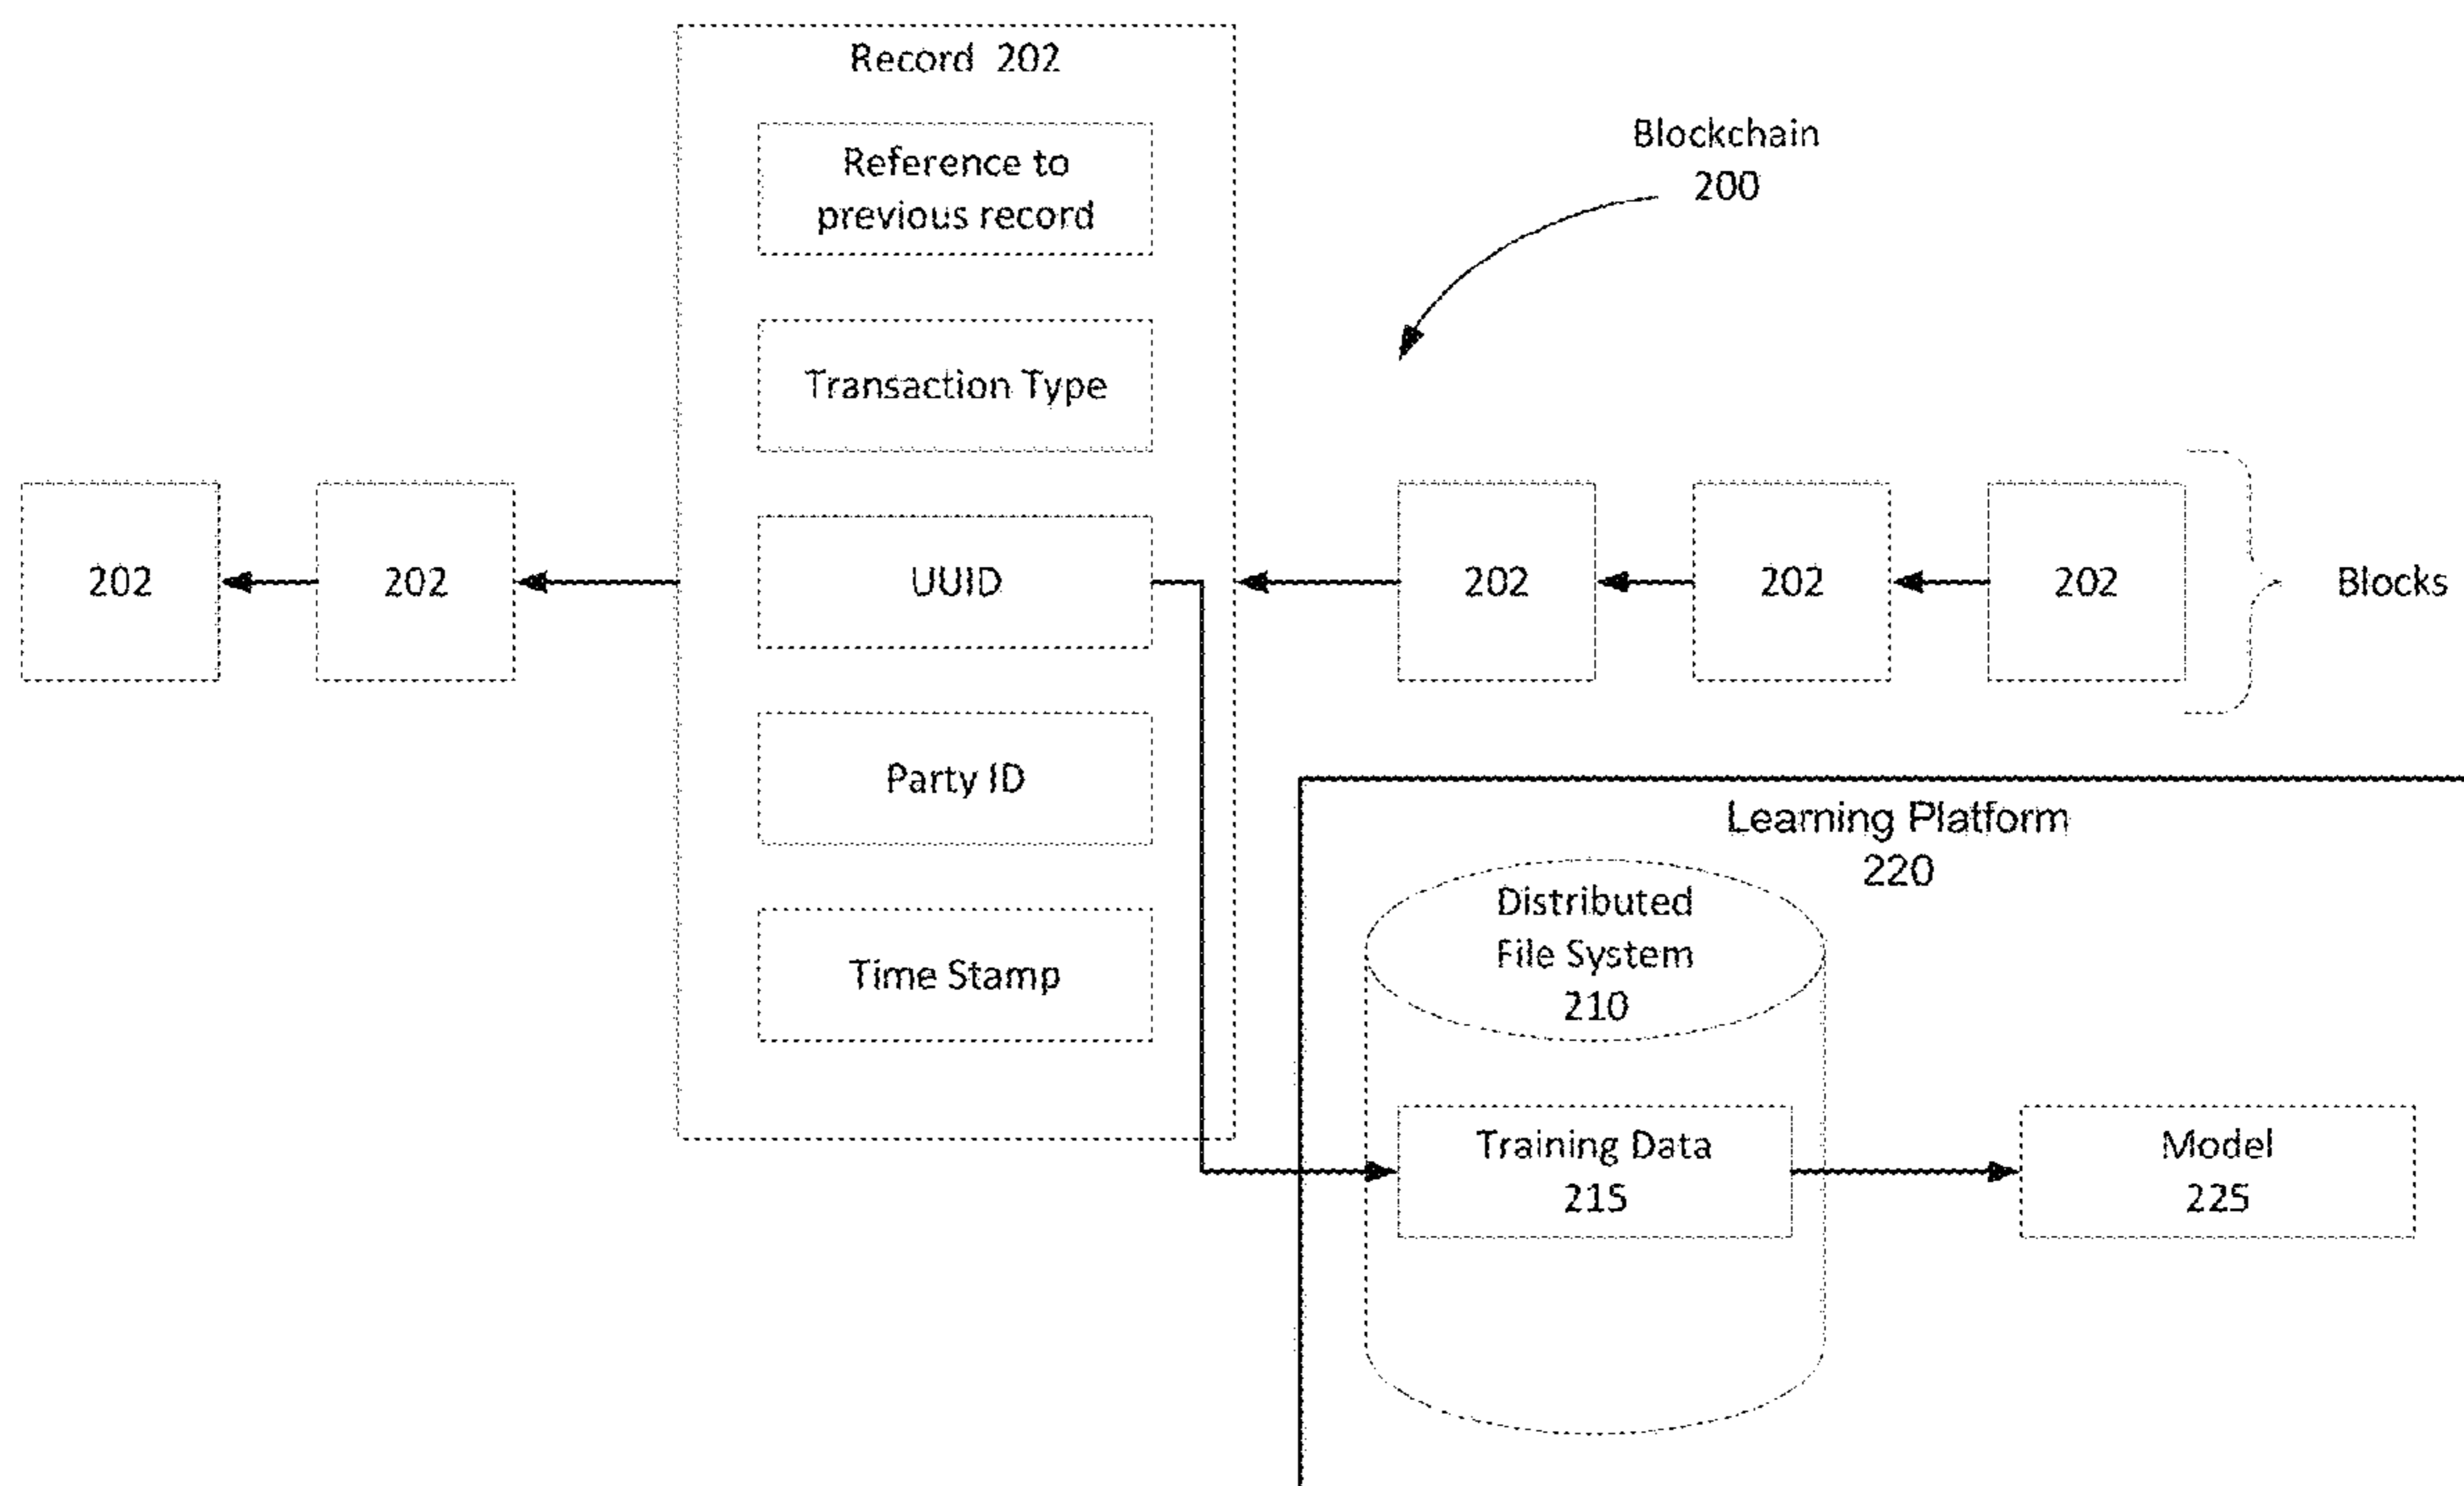 Record 202
Reference to
previous record
Blockchain
200
Transaction Type
202
202
UUID
202
202
202
Blocks
Party ID
Time Stamp
Learning Platform
220
Distributed
File System
210
Training Data
215
Model
225